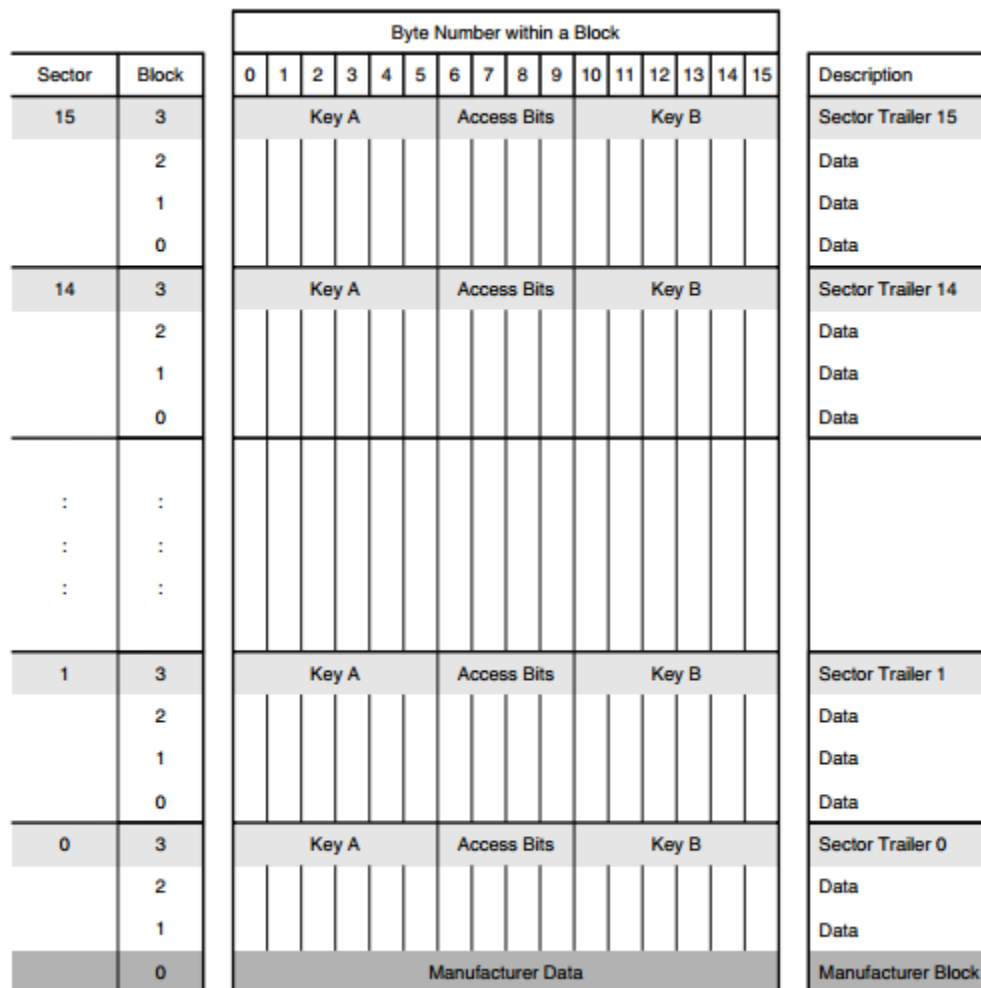 Byte Number within a Block
Sector Block 0 1 2 3 4 5 6 7 8 9 10 11 12 13 14 15 Description
15 3 Key A Access Bits Key B Sector Trailer 15
2 Data
1 Data
0 Data
14 3 Key A Access Bits Key B Sector Trailer 14
2 Data
1 Data
0 Data
: :
: :
: :
1 3 Key A Access Bits Key B Sector Trailer 1
2 Data
1 Data
0 Data
0 3 Key A Access Bits Key B Sector Trailer 0
2 Data
1 Data
0 Manufacturer Data Manufacturer Block